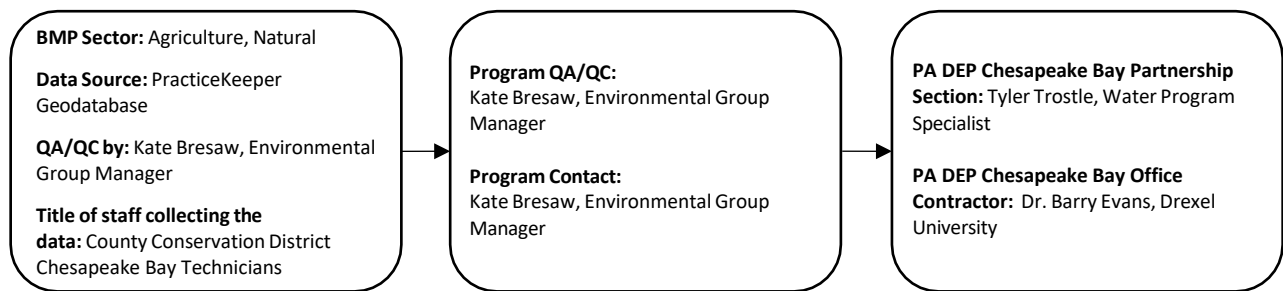 BMP Sector: Agriculture, Natural
Data Source: PracticeKeeper
Geodatabase
QA/QC by: Kate Bresaw, Environmental
Group Manager
Title of staff collecting the
data: County Conservation District
Chesapeake Bay Technicians
Program QA/QC:
Kate Bresaw, Environmental Group
Manager
Program Contact:
Kate Bresaw, Environmental Group
Manager
PA DEP Chesapeake Bay Partnership
Section: Tyler Trostle, Water Program
Specialist
PA DEP Chesapeake Bay Office
Contractor: Dr. Barry Evans, Drexel
University